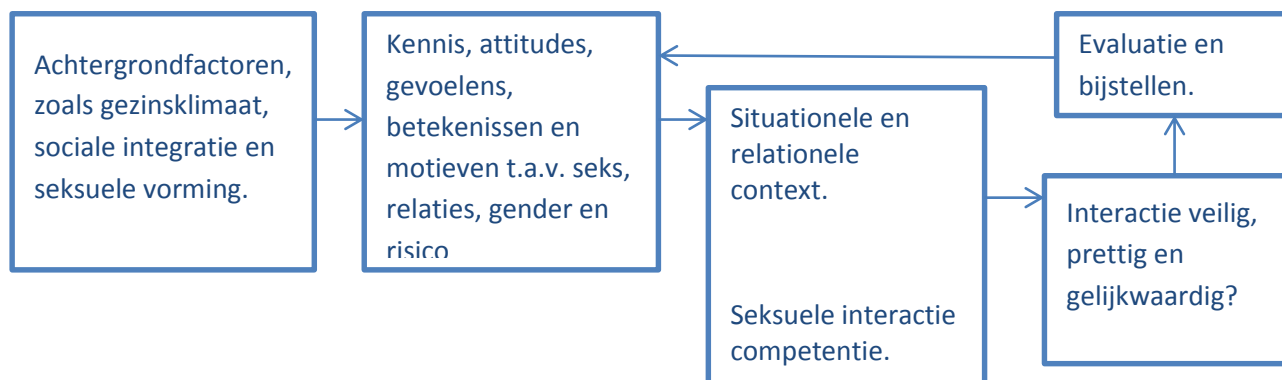 Achtergrondfactoren,
zoals gezinsklimaat,
sociale integratie en
seksuele vorming.
Kennis, attitudes,
gevoelens,
betekenissen en
motieven t.a.v. seks,
relaties, gender en
risico
Situationele en
relationele
context.
Seksuele interactie
competentie.
Interactie veilig,
prettig en
gelijkwaardig?
Evaluatie en
bijstellen.